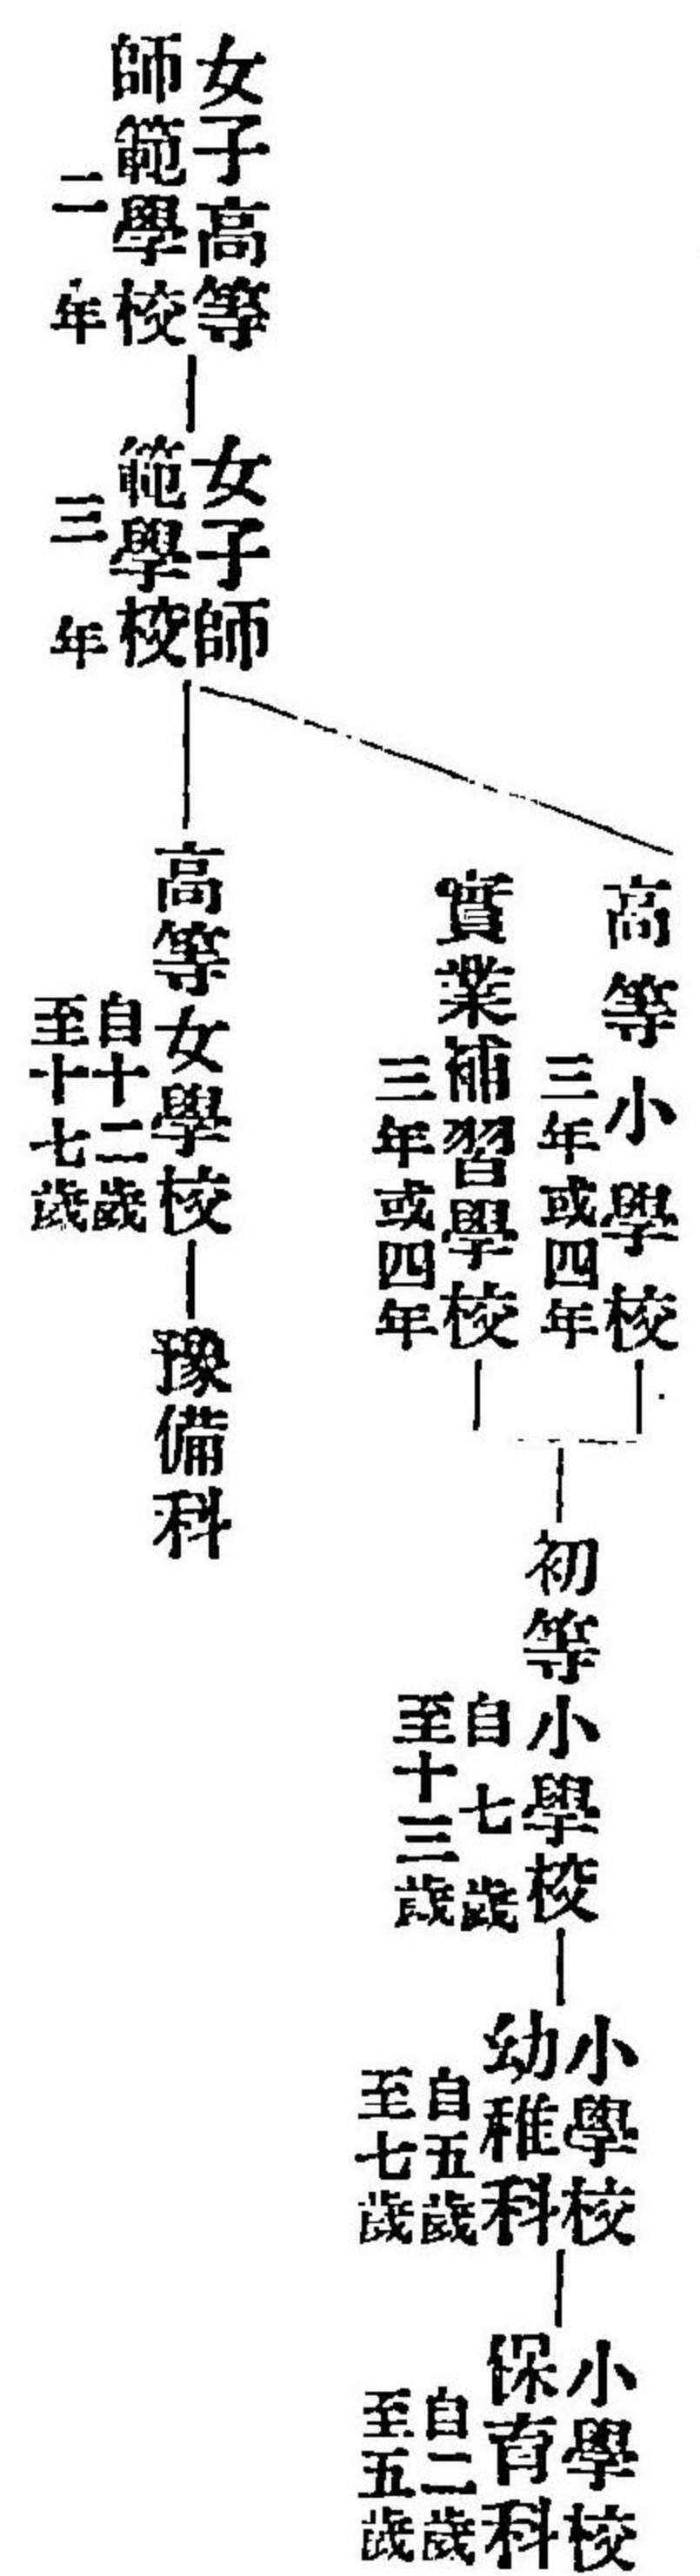 女子高等
師範學校
二年
女子師
範學校
三年
高等小學校
三年或四年
實業補習學校
三年或四年
高等女學校
自十二歲
至十七歲
豫備科
初等小學校
自七歲
至十三歲
小學校
幼稚科
自五歲
至七歲
小學校
保育科
自二歲
至五歲